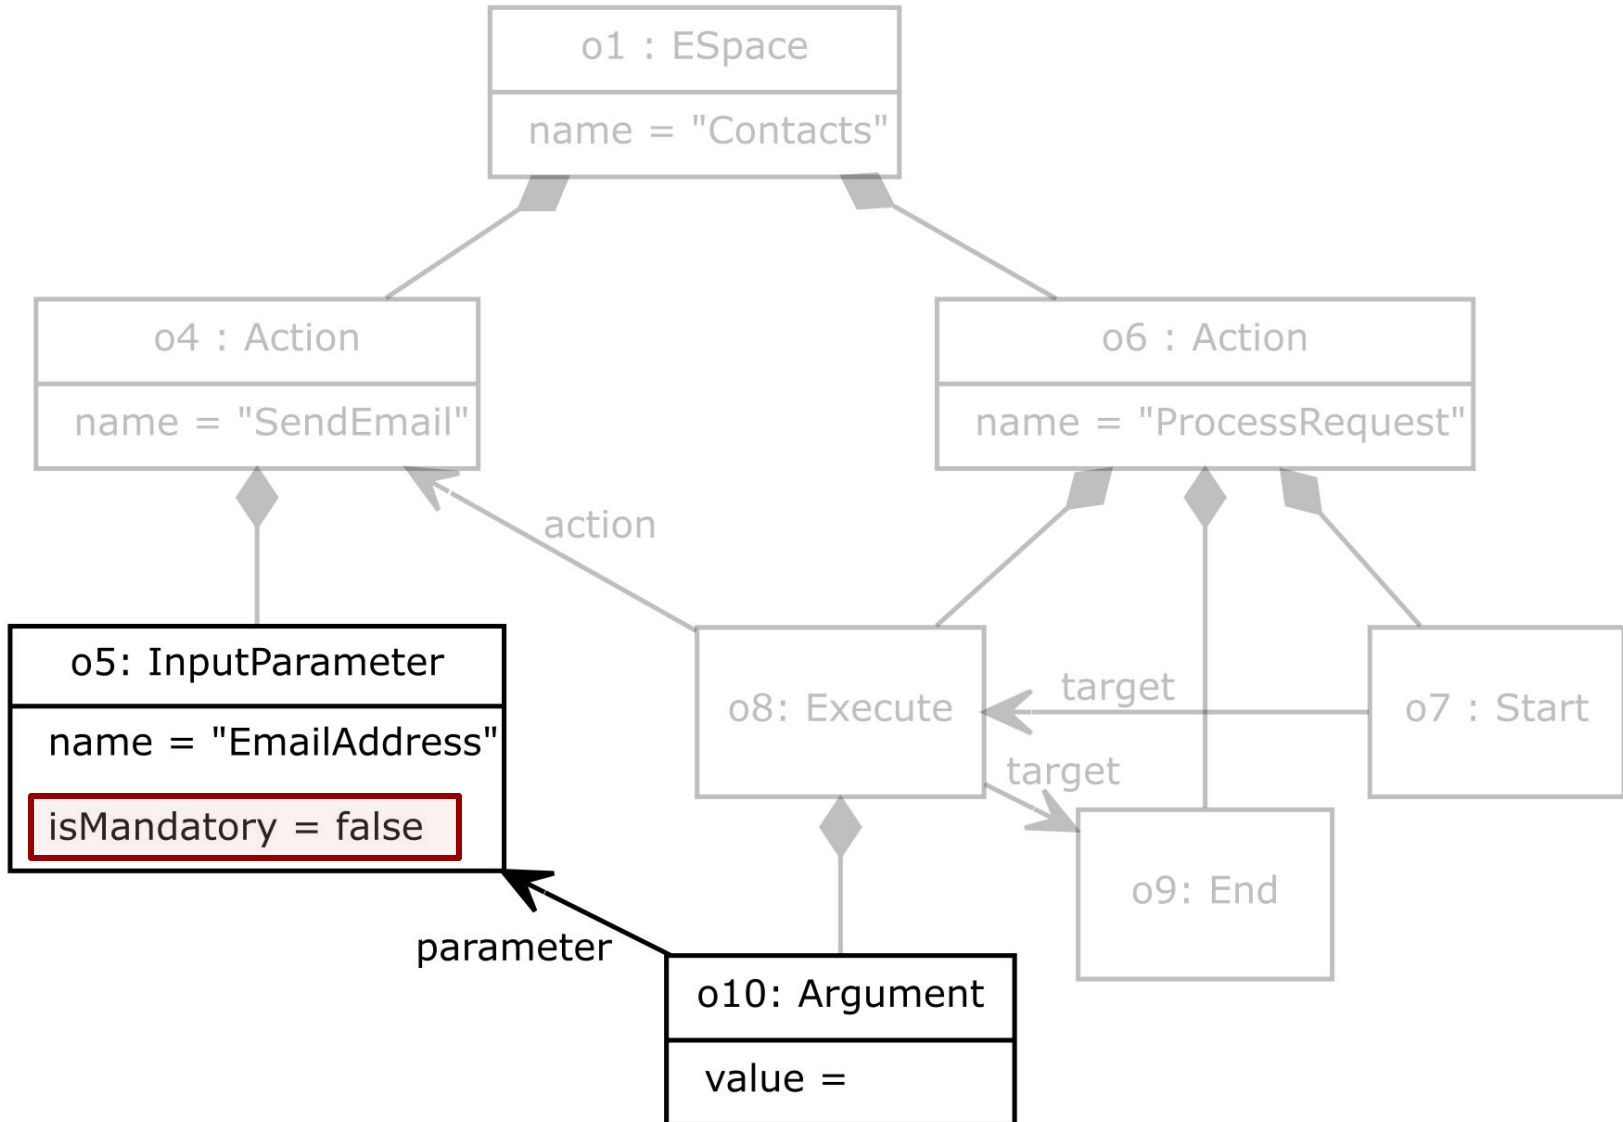 o1 : ESpace
name = "Contacts"
o4 : Action
name = "SendEmail"
o6 : Action
name = "ProcessRequest"
action
o5: InputParameter
name = "EmailAddress"
isMandatory = false
o8: Execute
target
o7 : Start
target
o9: End
parameter
o10: Argument
value =